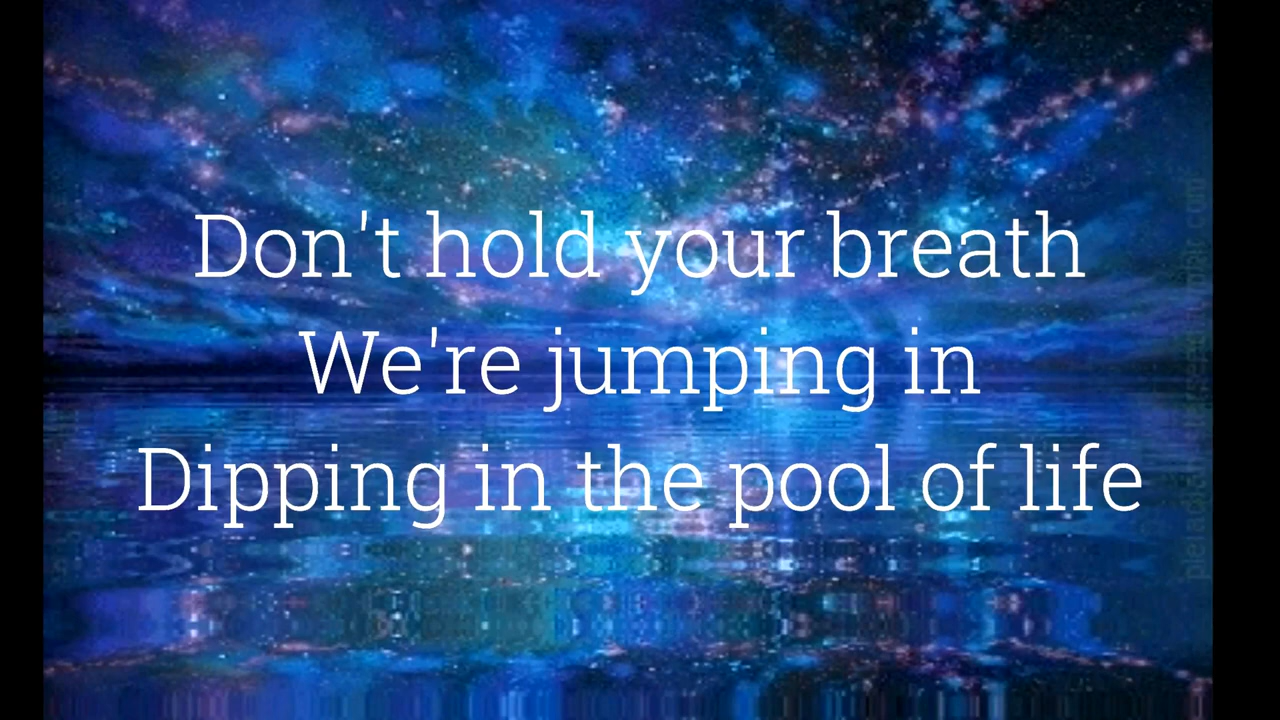 Don't hold your breath
We're jumping in
Dipping in the pool of life